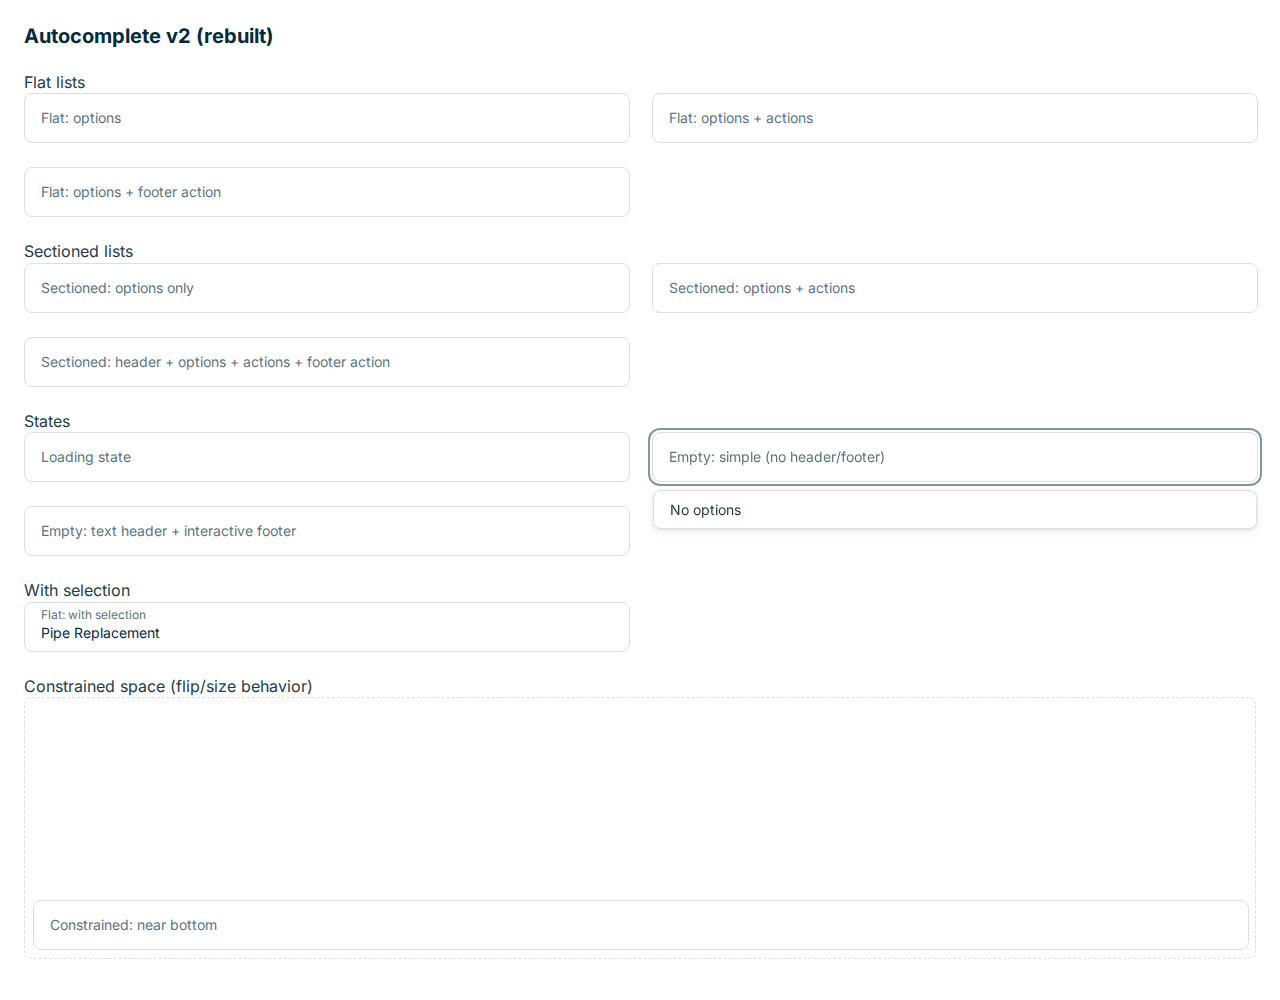 Autocomplete v2 (rebuilt)
Flat lists
Flat: options
Flat: options + actions
Flat: options + footer action
Sectioned lists
Sectioned: options only
Sectioned: options + actions
Sectioned: header + options + actions + footer action
States
Loading state
Empty: simple (no header/footer)
No options
Empty: text header + interactive footer
With selection
Flat: with selection
Pipe Replacement
Constrained space (flip/size behavior)
Constrained: near bottom